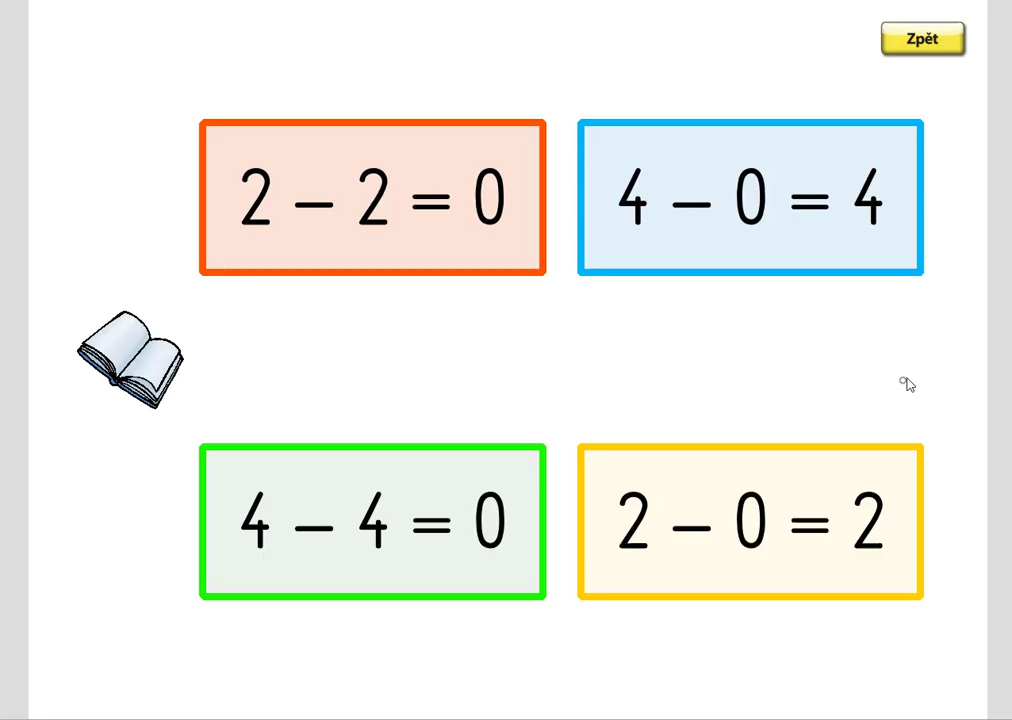 Zpět
2 – 2 = 0
4 – 0 = 4
4 – 4 = 0
2 – 0 = 2